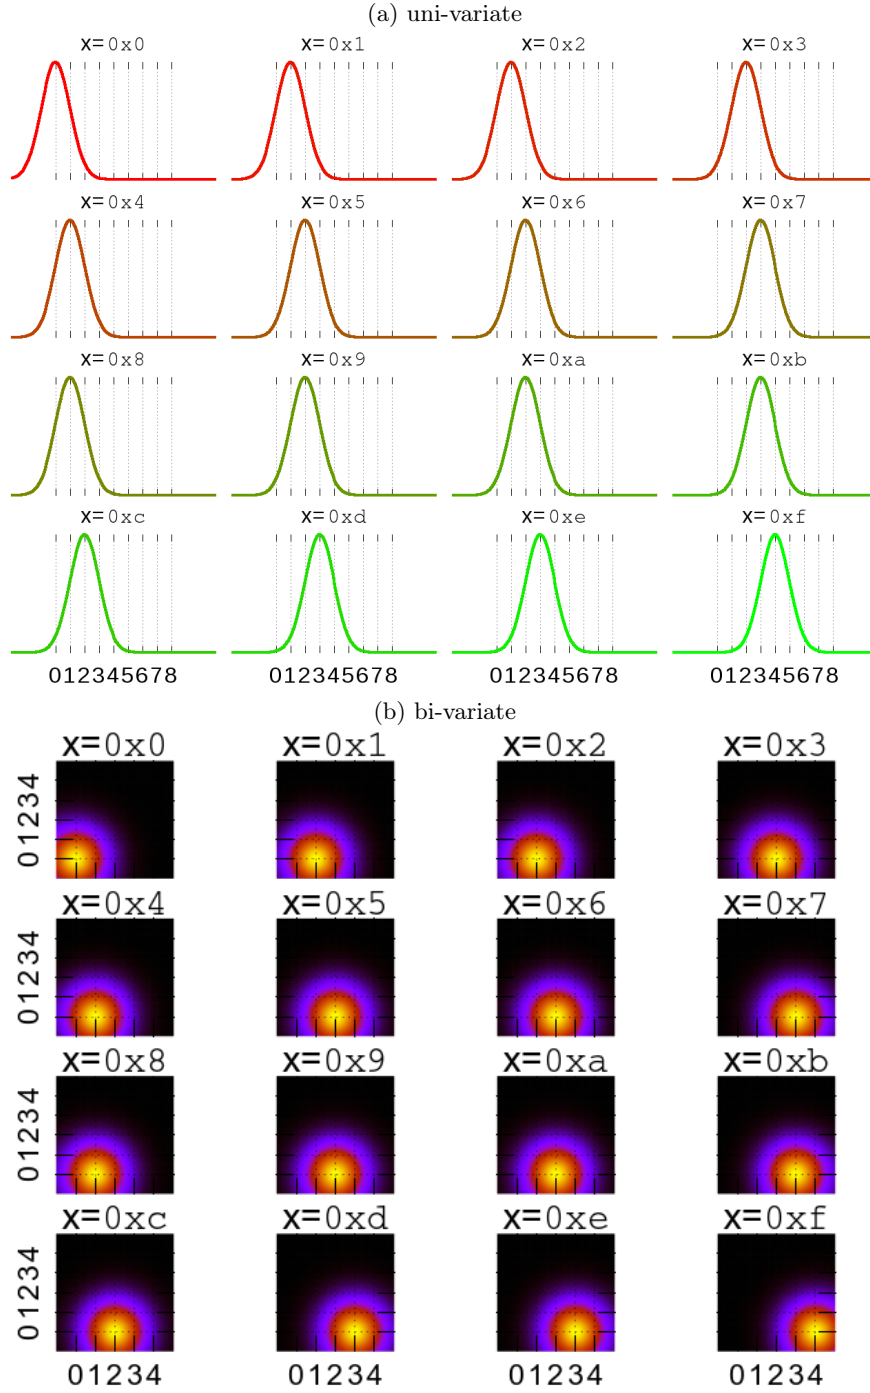 (a) uni-variate
x=0x0 x=0x1 x=0x2 x=0x3
x=0x4 x=0x5 x=0x6 x=0x7
x=0x8 x=0x9 x=0xa x=0xb
x=0xc x=0xd x=0xe x=0xf
012345678 012345678 012345678 012345678
(b) bi-variate
x=0x0 x=0x1 x=0x2 x=0x3
01234
x=0x4 x=0x5 x=0x6 x=0x7
01234
x=0x8 x=0x9 x=0xa x=0xb
01234
x=0xc x=0xd x=0xe x=0xf
01234
01234 01234 01234 01234